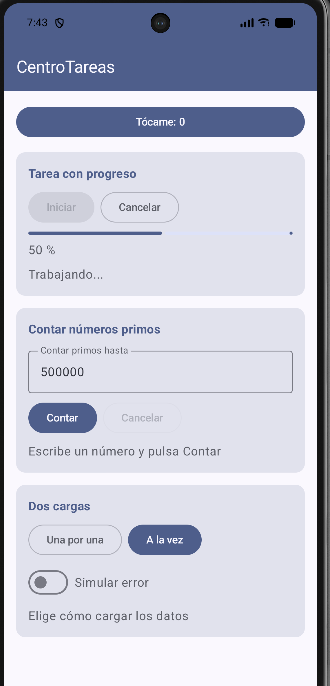 7:43
CentroTareas
Tócame: 0
Tarea con progreso
Iniciar Cancelar
50 %
Trabajando...
Contar números primos
Contar primos hasta
500000
Contar Cancelar
Escribe un número y pulsa Contar
Dos cargas
Una por una A la vez
Simular error
Elige cómo cargar los datos